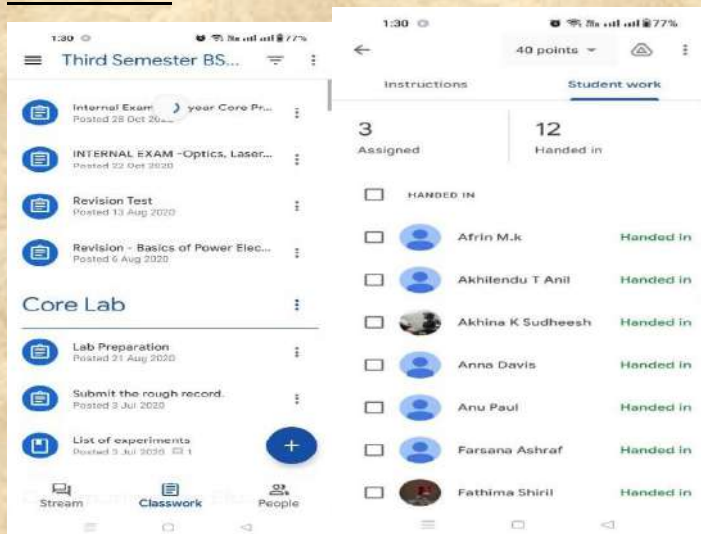 1:30
77%
Third Semester BS...
Internal Exam year Core Pr...
Posted 28 Oct 2020
INTERNAL EXAM -Optics, Laser...
Posted 22 Oct 2020
Revision Test
Posted 13 Aug 2020
Revision - Basics of Power Elec...
Posted 6 Aug 2020
Core Lab
Lab Preparation
Posted 21 Aug 2020
Submit the rough record.
Posted 3 Jul 2020
List of experiments
Posted 3 Jul 2020 1
Stream Classwork People
1:30
77%
40 points
Instructions Student work
3 12
Assigned Handed in
HANDED IN
Afrin M.k Handed in
Akhilendu T Anil Handed in
Akhina K Sudheesh Handed in
Anna Davis Handed in
Anu Paul Handed in
Farsana Ashraf Handed in
Fathima Shiril Handed in